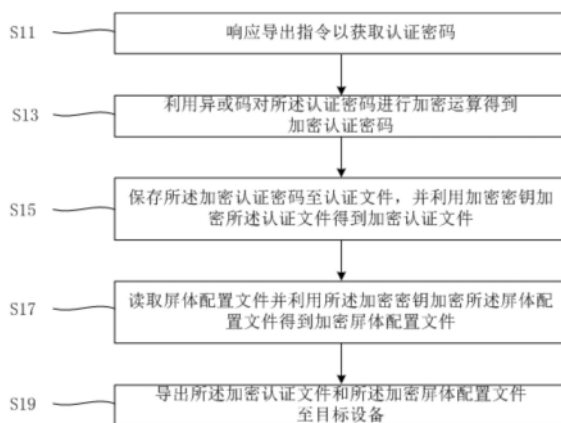 S11
响应导出指令以获取认证密码
S13
利用异或码对所述认证密码进行加密运算得到
加密认证密码
S15
保存所述加密认证密码至认证文件，并利用加密密钥加
密所述认证文件得到加密认证文件
S17
读取屏体配置文件并利用所述加密密钥加密所述屏体配
置文件得到加密屏体配置文件
S19
导出所述加密认证文件和所述加密屏体配置文件
至目标设备